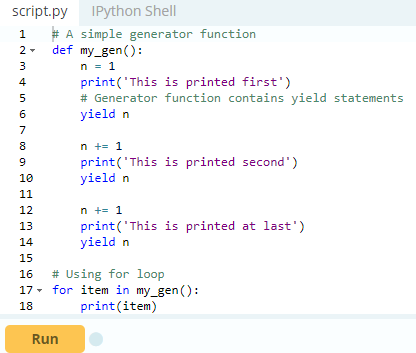 script.py IPython Shell
1 # A simple generator function
2 def my_gen():
3     n = 1
4     print('This is printed first')
5     # Generator function contains yield statements
6     yield n
7
8     n += 1
9     print('This is printed second')
10     yield n
11
12     n += 1
13     print('This is printed at last')
14     yield n
15
16 # Using for loop
17 for item in my_gen():
18     print(item)
Run